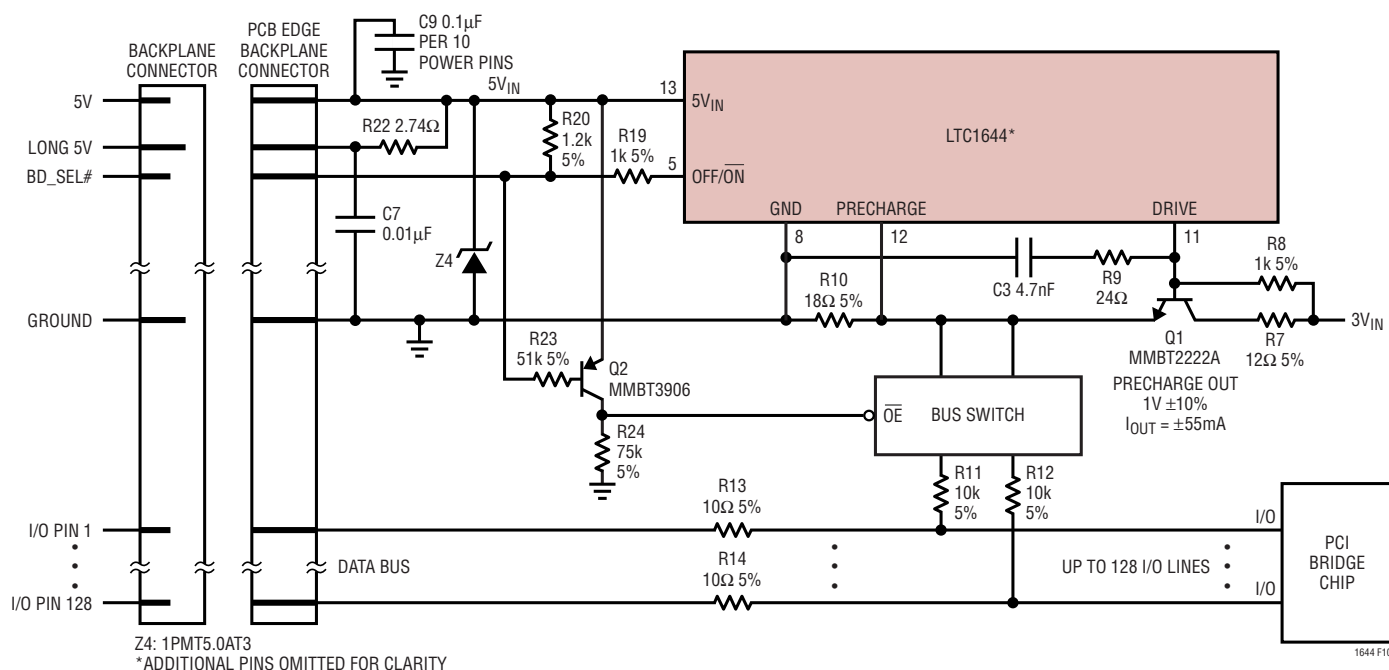 C9 0.1µF
PER 10
POWER PINS
BACKPLANE
CONNECTOR
PCB EDGE
BACKPLANE
CONNECTOR
5V
LONG 5V
BD_SEL#
GROUND
I/O PIN 1
I/O PIN 128
5VIN
R22 2.74Ω
C7
0.01µF
Z4
R20
1.2k
5%
R19
1k 5%
13
5VIN
5
OFF/ON
LTC1644*
GND
8
PRECHARGE
12
DRIVE
11
C3 4.7nF
R9
24Ω
R8
1k 5%
R10
18Ω 5%
3VIN
Q1
MMBT2222A
R7
12Ω 5%
PRECHARGE OUT
1V ±10%
IOUT = ±55mA
R23
51k 5%
Q2
MMBT3906
R24
75k
5%
OE
BUS SWITCH
R11
10k
5%
R12
10k
5%
R13
10Ω 5%
R14
10Ω 5%
DATA BUS
UP TO 128 I/O LINES
I/O
I/O
PCI
BRIDGE
CHIP
Z4: 1PMT5.0AT3
*ADDITIONAL PINS OMITTED FOR CLARITY
1644 F10